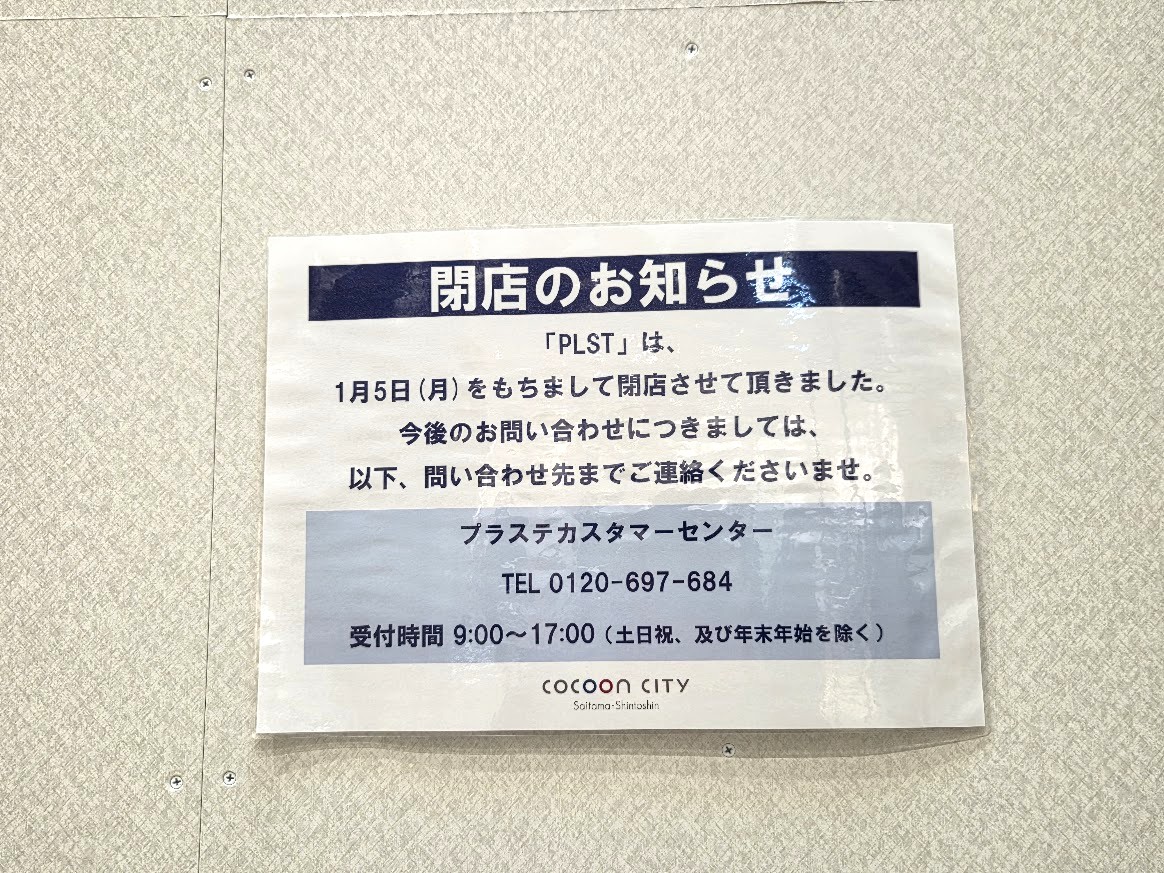 閉店のお知らせ
「PLST」は、
1月5日(月)をもちまして閉店させて頂きました。
今後のお問い合わせにつきましては、
以下、問い合わせ先までご連絡くださいませ。
プラステカスタマーセンター
TEL 0120-697-684
受付時間 9:00～17:00（土日祝、及び年末年始を除く）
COCOON CITY
Saitama-Shintoshin